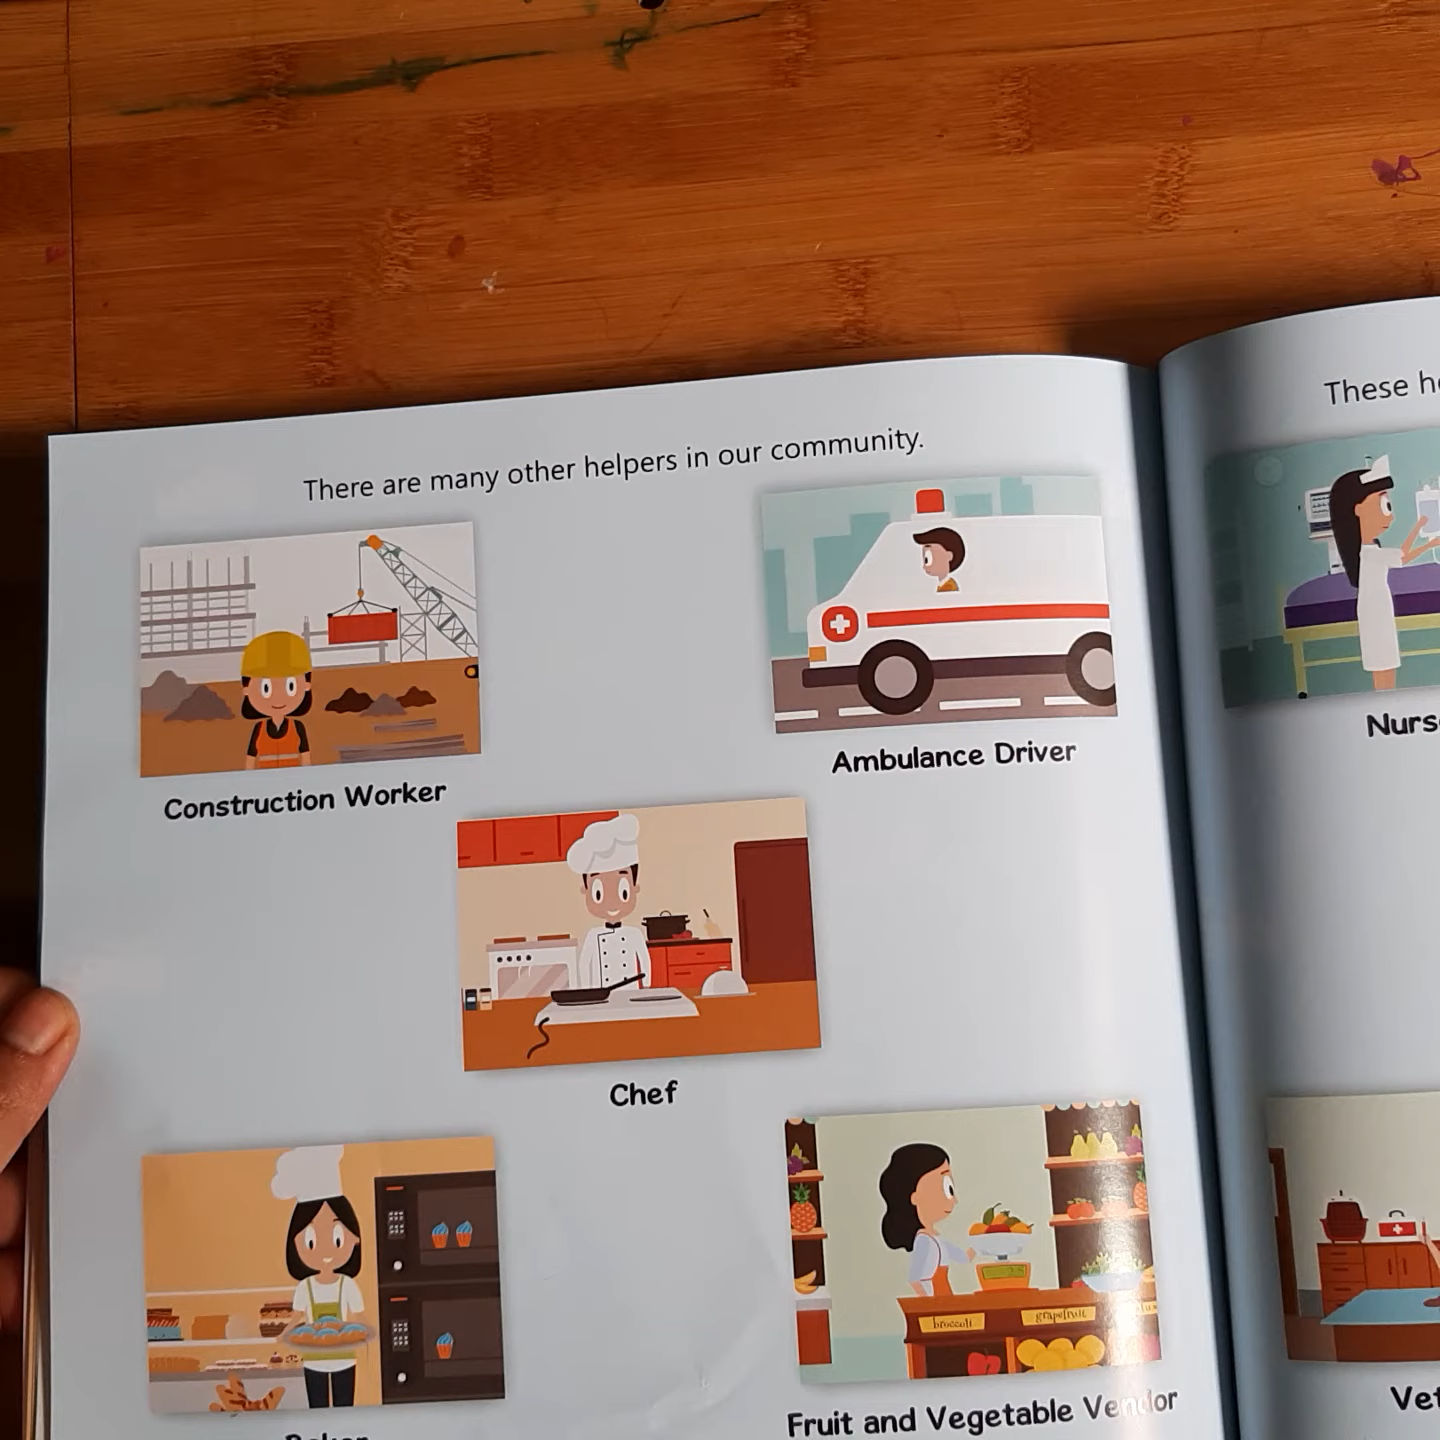 There are many other helpers in our community.
Construction Worker
Ambulance Driver
Chef
broccoli
grapefruit
Fruit and Vegetable Vendor
These